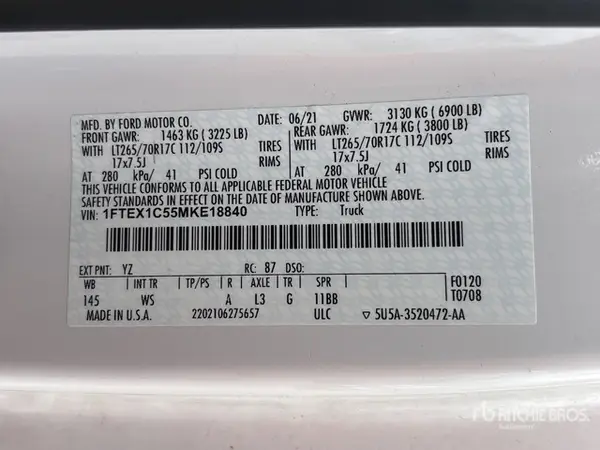 MFD. BY FORD MOTOR CO. DATE: 06/21 GVWR: 3130 KG ( 6900 LB)
FRONT GAWR: 1463 KG ( 3225 LB) REAR GAWR: 1724 KG ( 3800 LB)
WITH LT265/70R17C 112/109S TIRES WITH LT265/70R17C 112/109S TIRES
17x7.5J RIMS 17x7.5J RIMS
AT 280 kPa/ 41 PSI COLD AT 280 kPa/ 41 PSI COLD
THIS VEHICLE CONFORMS TO ALL APPLICABLE FEDERAL MOTOR VEHICLE
SAFETY STANDARDS IN EFFECT ON THE DATE OF MANUFACTURE SHOWN ABOVE.
VIN: 1FTEX1C55MKE18840 TYPE: Truck
EXT PNT: YZ RC: 87 DSO:
WB INT TR TP/PS R AXLE TR SPR F0120
145 WS A L3 G 11BB T0708
MADE IN U.S.A. 2202106275657 ULC ▽ 5U5A-3520472-AA
RITCHIE BROS.